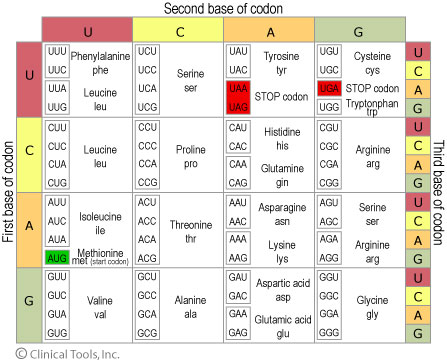 Second base of codon
U C A G
First base of codon
Third base of codon
U
UUU Phenylalanine UCU UAU Tyrosine UGU Cysteine U
UUC phe UCC Serine UAC tyr UGC cys C
UUA Leucine UCA ser UAA STOP codon UGA STOP codon A
UUG leu UCG UAG UGG Tryptonphan G
trp
C
CUU CCU CAU Histidine CGU U
CUC Leucine CCC Proline CAC his CGC Arginine C
CUA leu CCA pro CAA Glutamine CGA arg A
CUG CCG CAG gin CGG G
A
AUU Isoleucine ACU AAU Asparagine AGU Serine U
AUC ile ACC Threonine AAC asn AGC ser C
AUA ACA thr AAA Lysine AGA Arginine A
AUG Methionine ACG AAG lys AGG arg G
met (start codon)
G
GUU GCU GAU Aspartic acid GGU U
GUC Valine GCC Alanine GAC asp GGC Glycine C
GUA val GCA ala GAA Glutamic acid GGA gly A
GUG GCG GAG glu GGG G
© Clinical Tools, Inc.